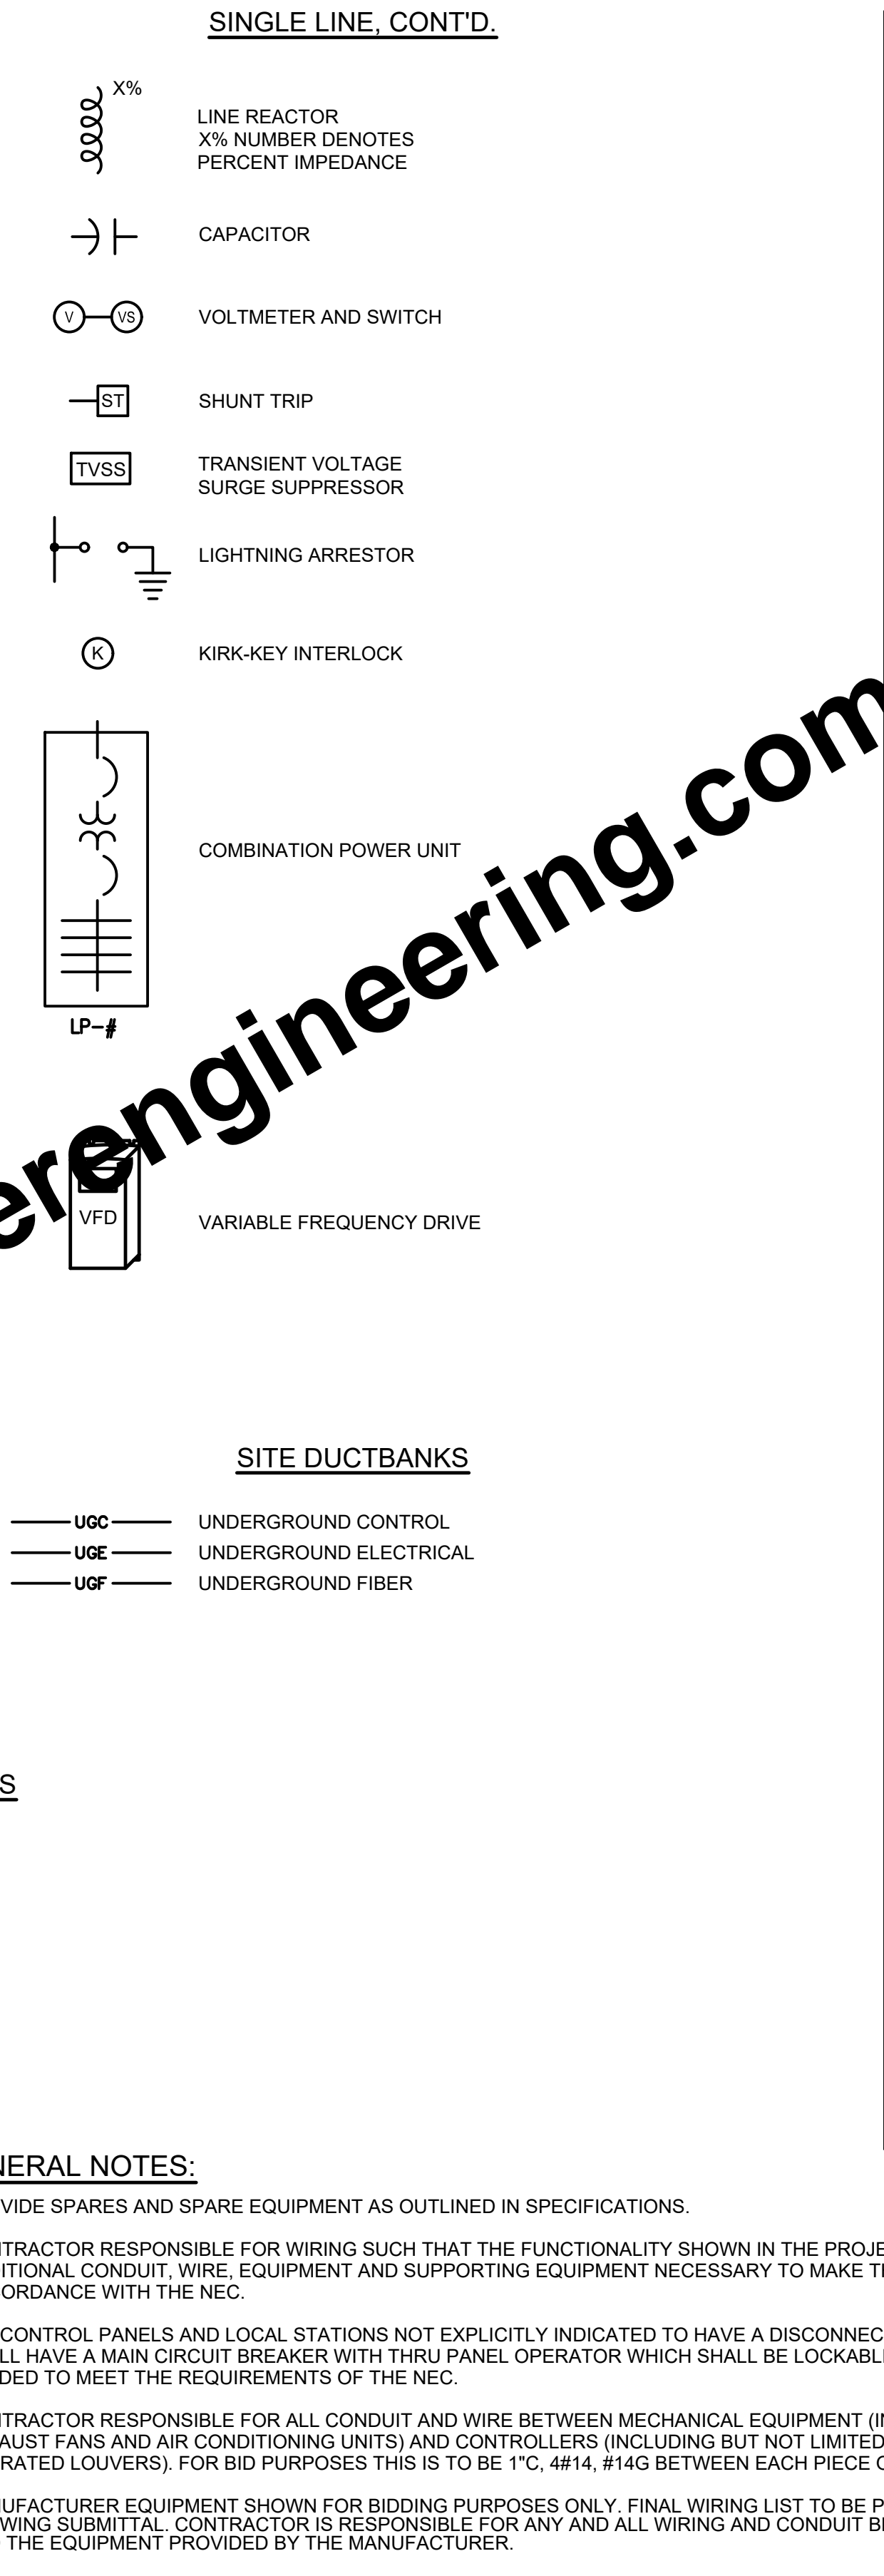 SINGLE LINE, CONT'D.
X%
LINE REACTOR
X% NUMBER DENOTES
PERCENT IMPEDANCE
CAPACITOR
V VS VOLTMETER AND SWITCH
ST SHUNT TRIP
TVSS
TRANSIENT VOLTAGE
SURGE SUPPRESSOR
LIGHTNING ARRESTOR
K KIRK-KEY INTERLOCK
COMBINATION POWER UNIT
LP-#
erengineering.com
VFD VARIABLE FREQUENCY DRIVE
SITE DUCTBANKS
UGC UNDERGROUND CONTROL
UGE UNDERGROUND ELECTRICAL
UGF UNDERGROUND FIBER
S
NERAL NOTES:
VIDE SPARES AND SPARE EQUIPMENT AS OUTLINED IN SPECIFICATIONS.
TRACTOR RESPONSIBLE FOR WIRING SUCH THAT THE FUNCTIONALITY SHOWN IN THE PROJE
ITIONAL CONDUIT, WIRE, EQUIPMENT AND SUPPORTING EQUIPMENT NECESSARY TO MAKE T
ORDANCE WITH THE NEC.
CONTROL PANELS AND LOCAL STATIONS NOT EXPLICITLY INDICATED TO HAVE A DISCONNEC
LL HAVE A MAIN CIRCUIT BREAKER WITH THRU PANEL OPERATOR WHICH SHALL BE LOCKABLE
DED TO MEET THE REQUIREMENTS OF THE NEC.
TRACTOR RESPONSIBLE FOR ALL CONDUIT AND WIRE BETWEEN MECHANICAL EQUIPMENT (IN
AUST FANS AND AIR CONDITIONING UNITS) AND CONTROLLERS (INCLUDING BUT NOT LIMITED
RATED LOUVERS). FOR BID PURPOSES THIS IS TO BE 1"C, 4#14, #14G BETWEEN EACH PIECE O
UFACTURER EQUIPMENT SHOWN FOR BIDDING PURPOSES ONLY. FINAL WIRING LIST TO BE P
WING SUBMITTAL. CONTRACTOR IS RESPONSIBLE FOR ANY AND ALL WIRING AND CONDUIT B
THE EQUIPMENT PROVIDED BY THE MANUFACTURER.